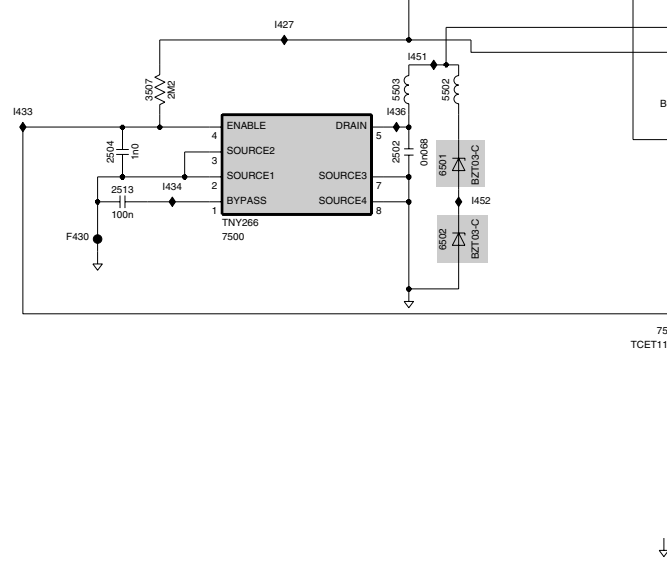 I427
I451
3507
2M2
5503
5502
I433
I436
ENABLE
DRAIN
4
5
2504
1n0
SOURCE2
3
2502
0n068
6501
BZT03-C
SOURCE1
SOURCE3
2
7
2513
I434
100n
BYPASS
SOURCE4
1
8
I452
TNY266
7500
F430
6502
BZT03-C
B
75
TCET11